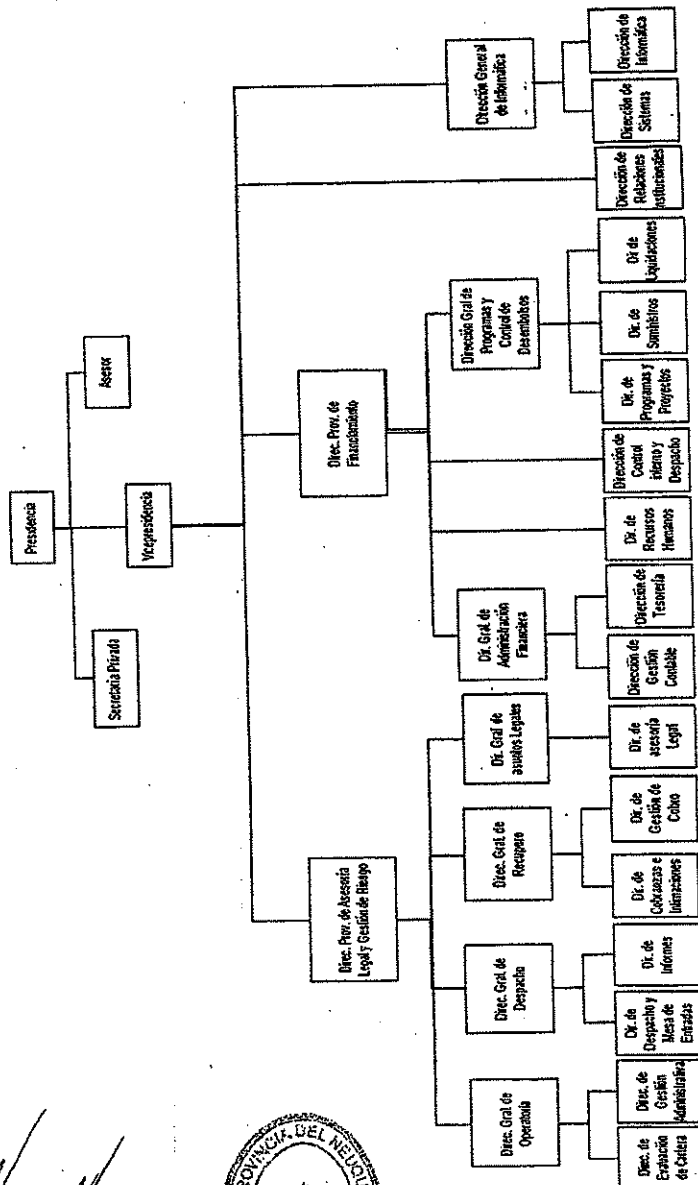 Presidencia
Secretaria Privada
Asesor
Vicepresidencia
Direc. Prov. de Asesoría
Legal y Gestión de Riesgo
Direc. Prov. de
Financiamiento
Dirección General
de Informática
Direc. Gral. de
Operatoria
Direc. Gral. de
Despacho
Direc. Gral. de
Recupero
Dir. Gral de
asuntos Legales
Dir. Gral. de
Administración
Financiera
Dirección Gral de
Programas y
Control de
Desembolsos
Direc. de
Evaluación
de Cartera
Direc. de
Gestión
Administrativa
Dir. de
Despacho y
Mesa de
Entradas
Dir. de
Informes
Dir. de
Cobranzas e
Intimaciones
Dir. de
Gestión de
Cobro
Dir. de
asesoría
Legal
Dirección de
Gestión
Contable
Dirección de
Tesorería
Dir. de
Recursos
Humanos
Dirección de
Control
interno y
Despacho
Dir. de
Programas y
Proyectos
Dir. de
Suministros
Dir de
Liquidaciones
Dirección de
Relaciones
Institucionales
Dirección de
Sistemas
Dirección de
Informática
PROVINCIA DEL NEUQU